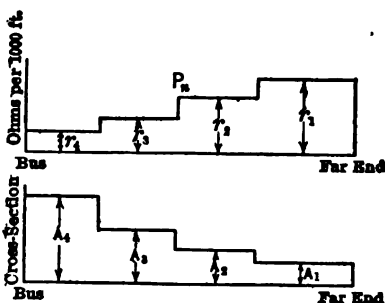 Ohms per 1000 ft.
Pn
r4
r3
r2
r1
Bus
Far End
Cross-Section
A4
A3
A2
A1
Bus
Far End